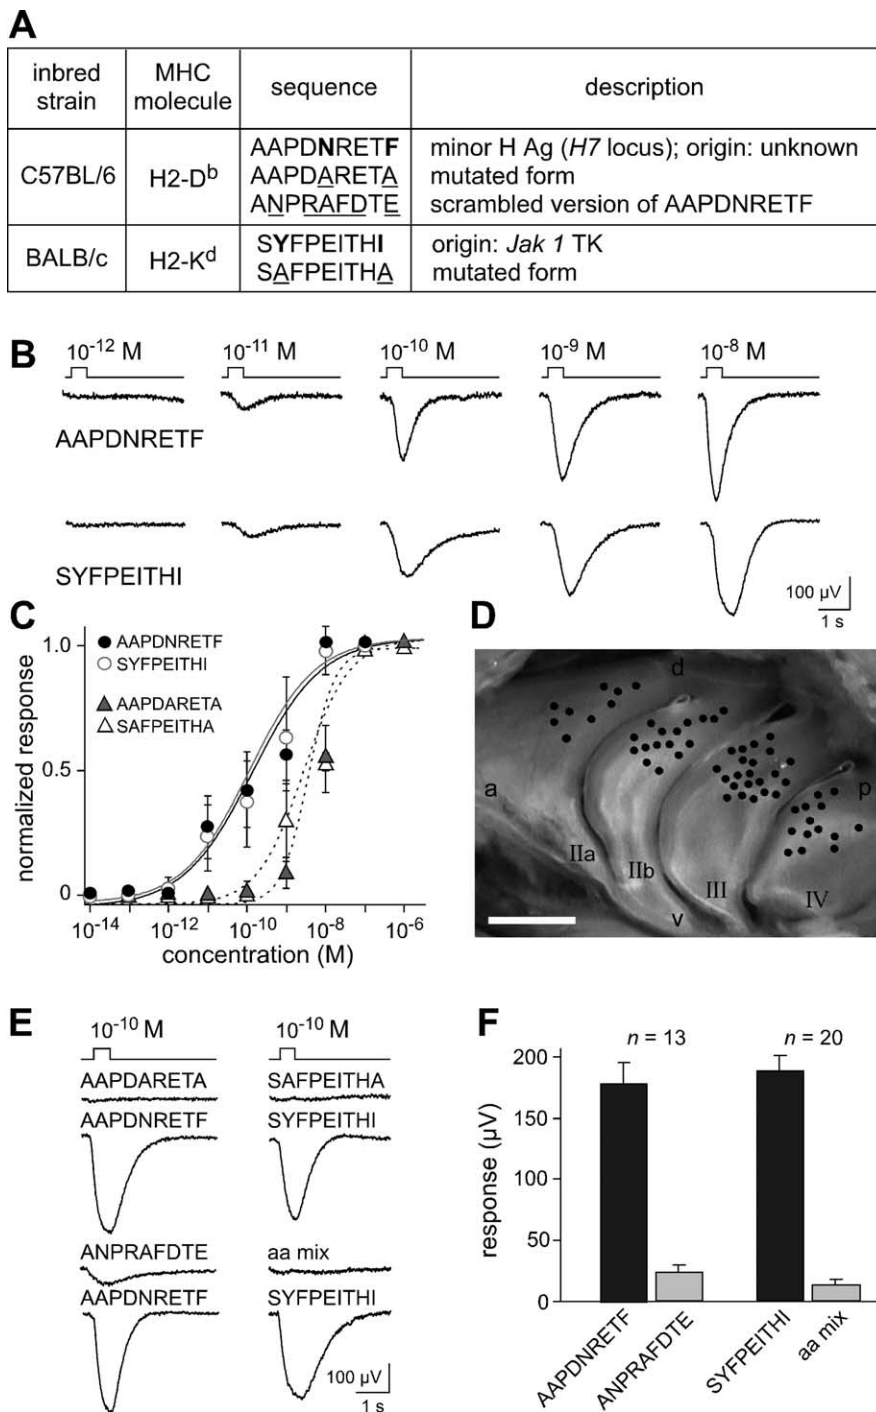 A
inbred strain
MHC molecule
sequence
description
C57BL/6
H2-Dᵇ
AAPDNRETF
minor H Ag (H7 locus); origin: unknown
AAPDARETA
mutated form
ANPRAFDTE
scrambled version of AAPDNRETF
BALB/c
H2-Kᵈ
SYFPEITHI
origin: Jak 1 TK
SAFPEITHA
mutated form
B
10⁻¹² M
10⁻¹¹ M
10⁻¹⁰ M
10⁻⁹ M
10⁻⁸ M
AAPDNRETF
SYFPEITHI
100 µV
1 s
C
AAPDNRETF
SYFPEITHI
AAPDARETA
SAFPEITHA
normalized response
1.0
0.5
0
10⁻¹⁴
10⁻¹²
10⁻¹⁰
10⁻⁸
10⁻⁶
concentration (M)
D
d
a
p
IIa
IIb
III
IV
v
E
10⁻¹⁰ M
10⁻¹⁰ M
AAPDARETA
SAFPEITHA
AAPDNRETF
SYFPEITHI
ANPRAFDTE
aa mix
AAPDNRETF
SYFPEITHI
100 µV
1 s
F
n = 13
n = 20
response (µV)
200
150
100
50
0
AAPDNRETF
ANPRAFDTE
SYFPEITHI
aa mix